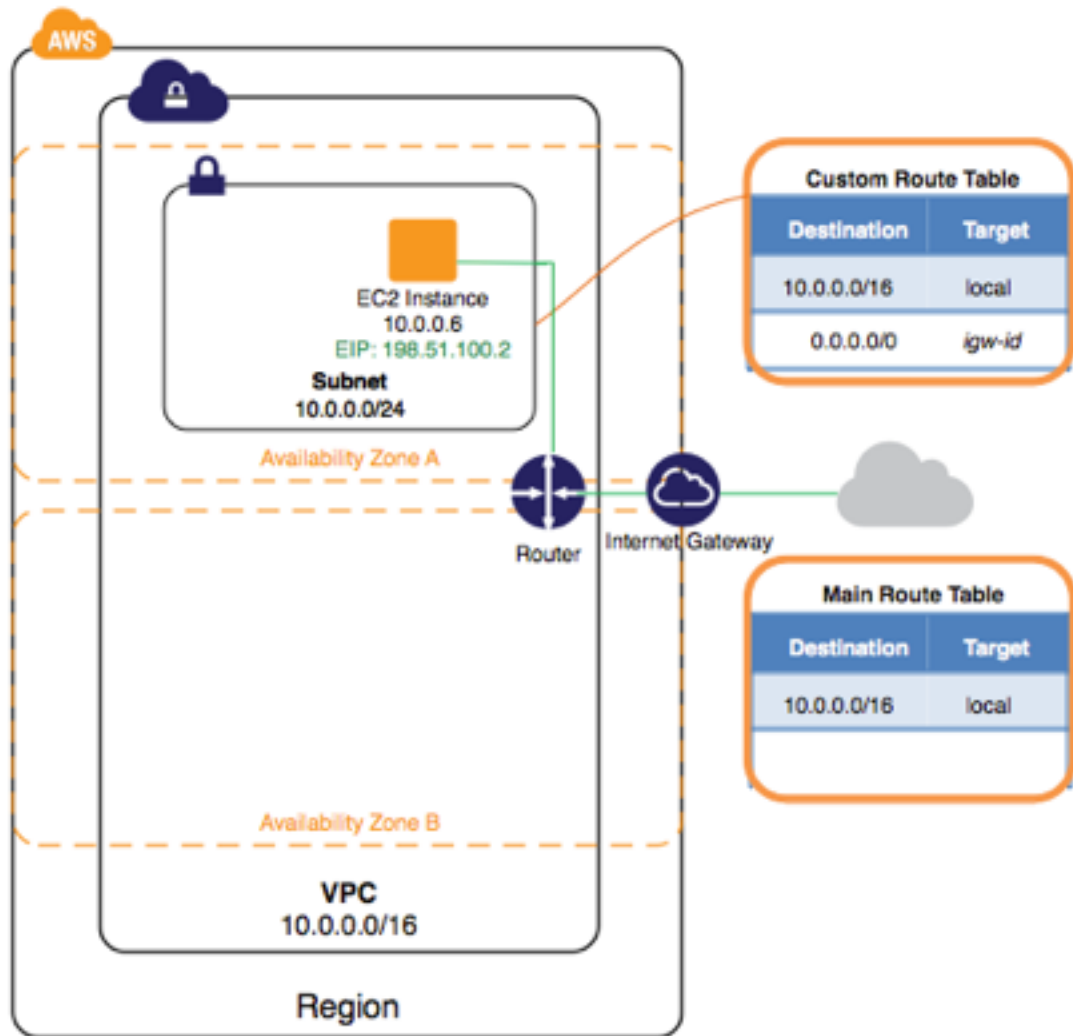 AWS
Custom Route Table
Destination Target
10.0.0.0/16 local
0.0.0.0/0 igw-id
EC2 Instance
10.0.0.6
EIP: 198.51.100.2
Subnet
10.0.0.0/24
Availability Zone A
Router
Internet Gateway
Main Route Table
Destination Target
10.0.0.0/16 local
Availability Zone B
VPC
10.0.0.0/16
Region